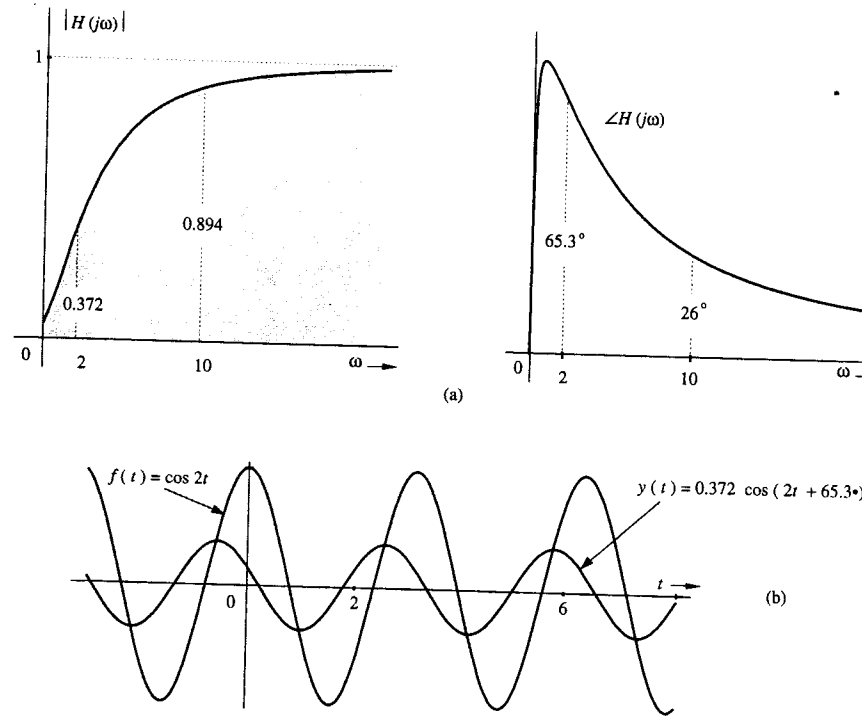 |H(jω)|
1
0.894
0.372
0
2
10
ω
∠H(jω)
65.3°
26°
0
2
10
ω
(a)
f(t) = cos 2t
y(t) = 0.372 cos (2t + 65.3•)
0
2
6
t
(b)